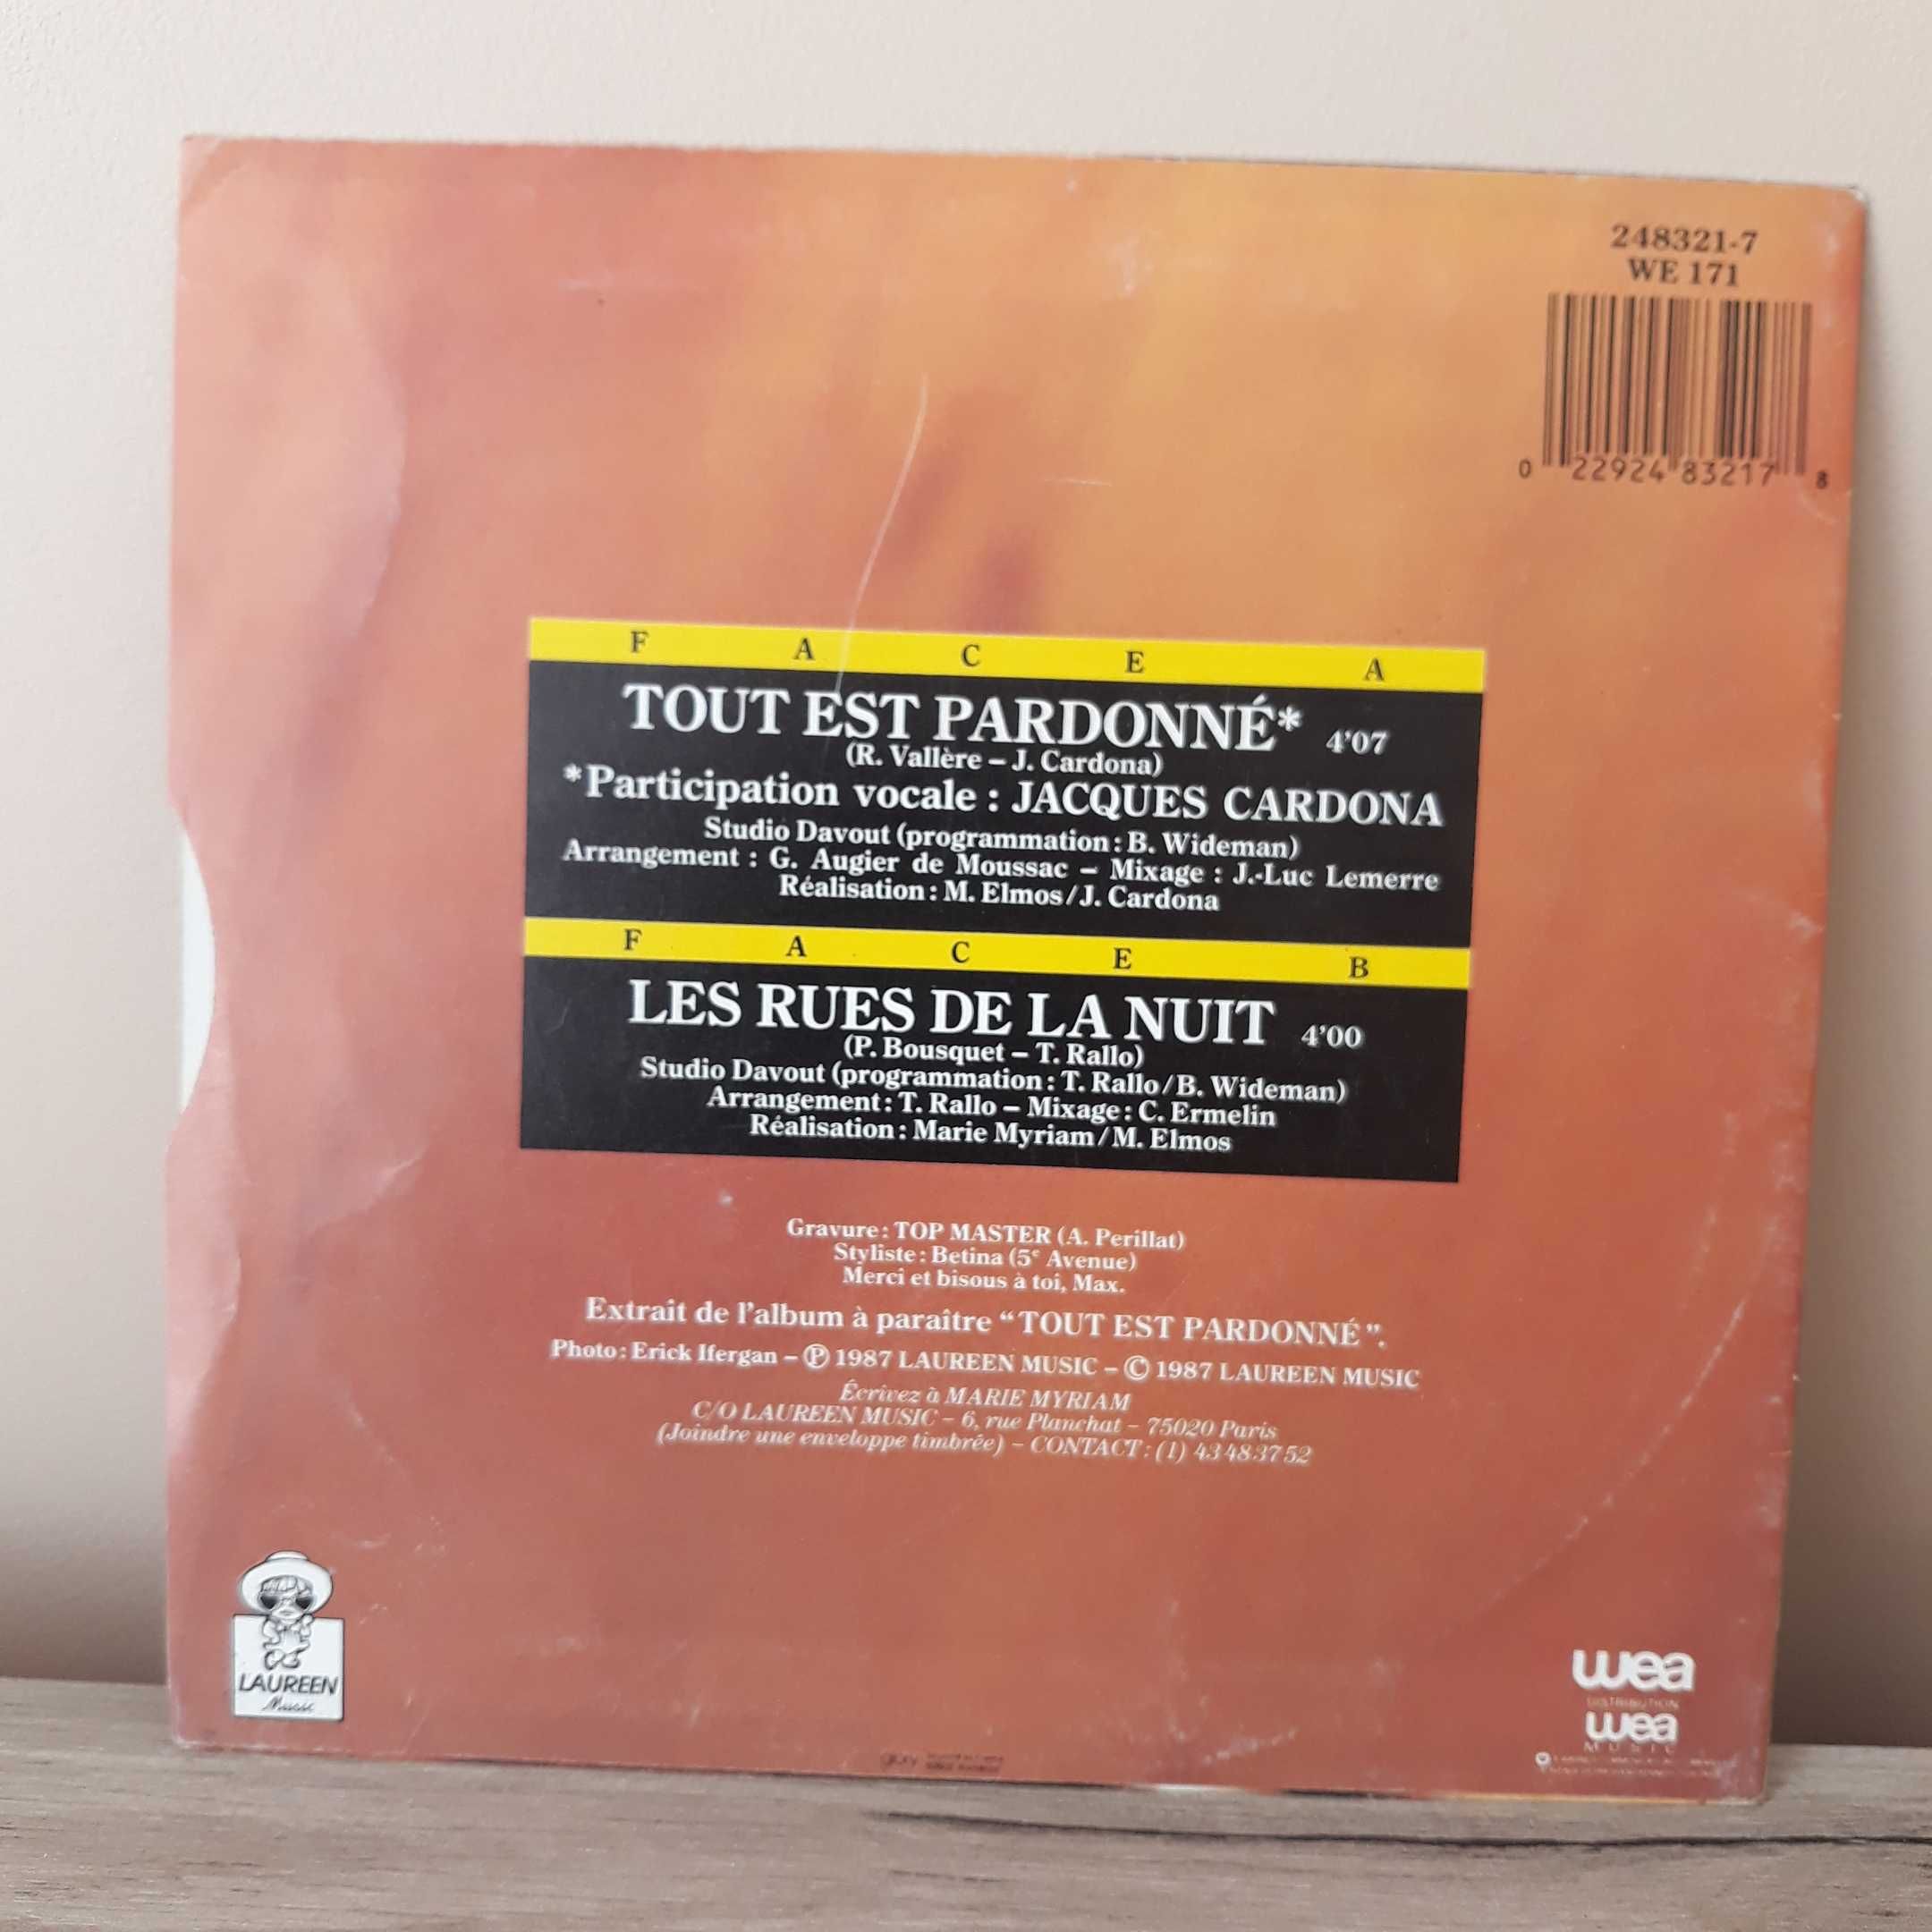 248321-7
WE 171
0 22924 83217 8
FACE A
TOUT EST PARDONNÉ* 4'07
(R. Vallère – J. Cardona)
*Participation vocale : JACQUES CARDONA
Studio Davout (programmation : B. Wideman)
Arrangement : G. Augier de Moussac – Mixage : J.-Luc Lemerre
Réalisation : M. Elmos / J. Cardona
FACE B
LES RUES DE LA NUIT 4'00
(P. Bousquet – T. Rallo)
Studio Davout (programmation : T. Rallo / B. Wideman)
Arrangement : T. Rallo – Mixage : C. Ermelin
Réalisation : Marie Myriam / M. Elmos
Gravure : TOP MASTER (A. Perillat)
Styliste : Betina (5e Avenue)
Merci et bisous à toi, Max.
Extrait de l'album à paraître “TOUT EST PARDONNÉ”.
Photo : Erick Ifergan – Ⓟ 1987 LAUREEN MUSIC – © 1987 LAUREEN MUSIC
Écrivez à MARIE MYRIAM
C/O LAUREEN MUSIC – 6, rue Planchat – 75020 Paris
(Joindre une enveloppe timbrée) – CONTACT : (1) 43 48 37 52
LAUREEN
Music
wea
DISTRIBUTION
wea
MUSIC